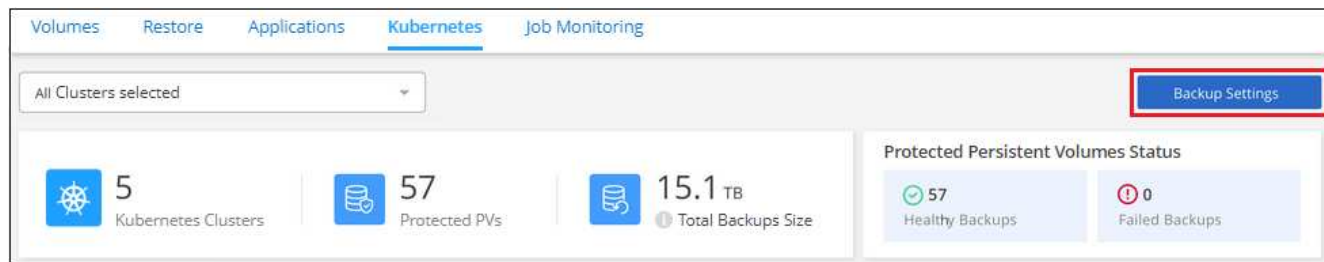 Volumes Restore Applications Kubernetes Job Monitoring
All Clusters selected
Backup Settings
5
Kubernetes Clusters
57
Protected PVs
15.1 TB
Total Backups Size
Protected Persistent Volumes Status
57
Healthy Backups
0
Failed Backups